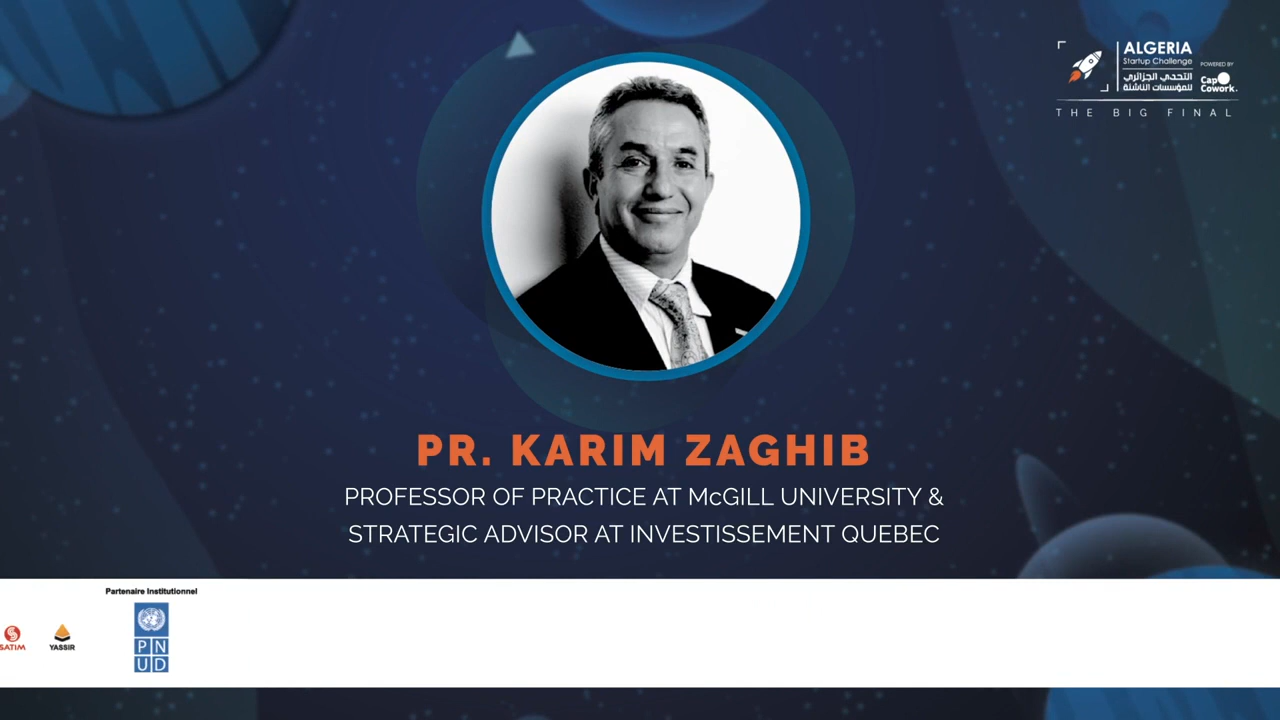 ALGERIA
Startup Challenge
التحدي الجزائري
للمؤسسات الناشئة
POWERED BY
Cap
Cowork.
THE BIG FINAL
PR. KARIM ZAGHIB
PROFESSOR OF PRACTICE AT McGILL UNIVERSITY &
STRATEGIC ADVISOR AT INVESTISSEMENT QUEBEC
Partenaire Institutionnel
SATIM
YASSIR
PN
UD